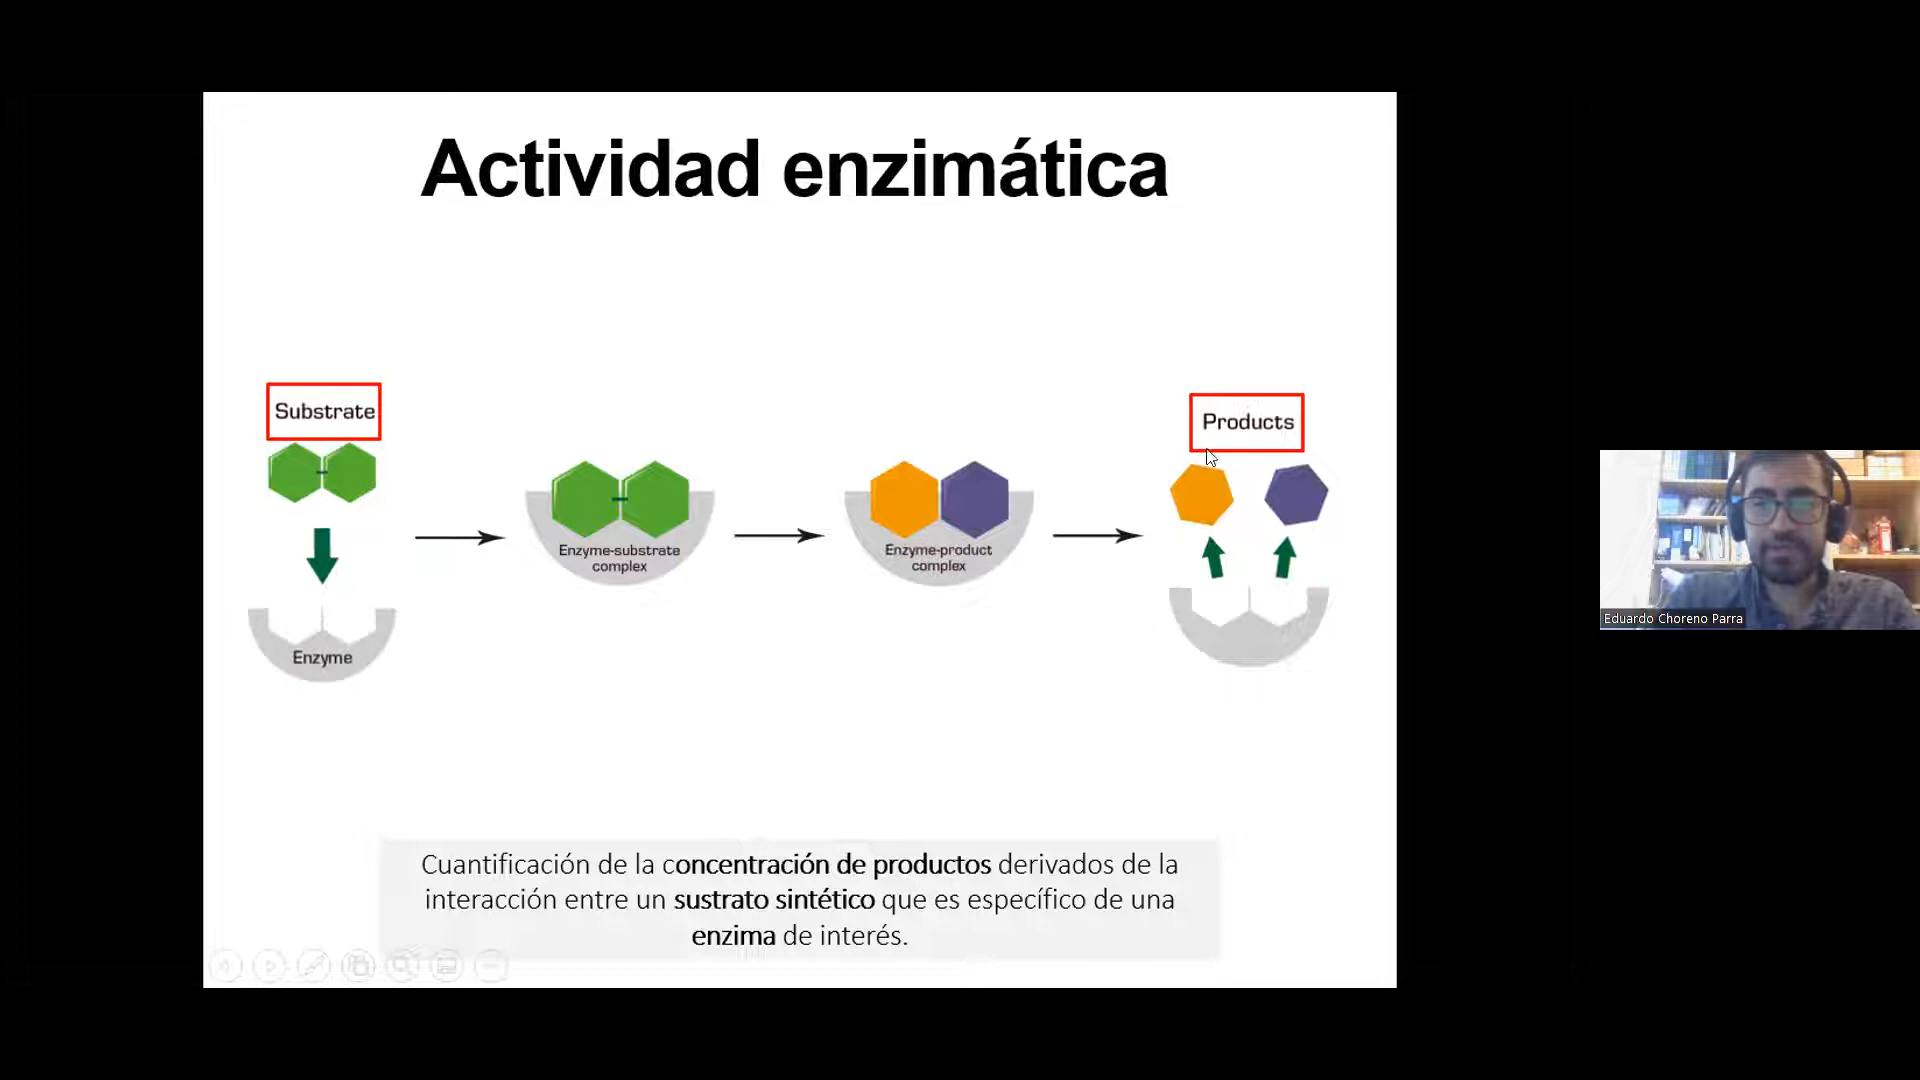 Actividad enzimática
Substrate
Products
Enzyme-substrate
complex
Enzyme-product
complex
Enzyme
Eduardo Choreno Parra
Cuantificación de la concentración de productos derivados de la
interacción entre un sustrato sintético que es específico de una
enzima de interés.